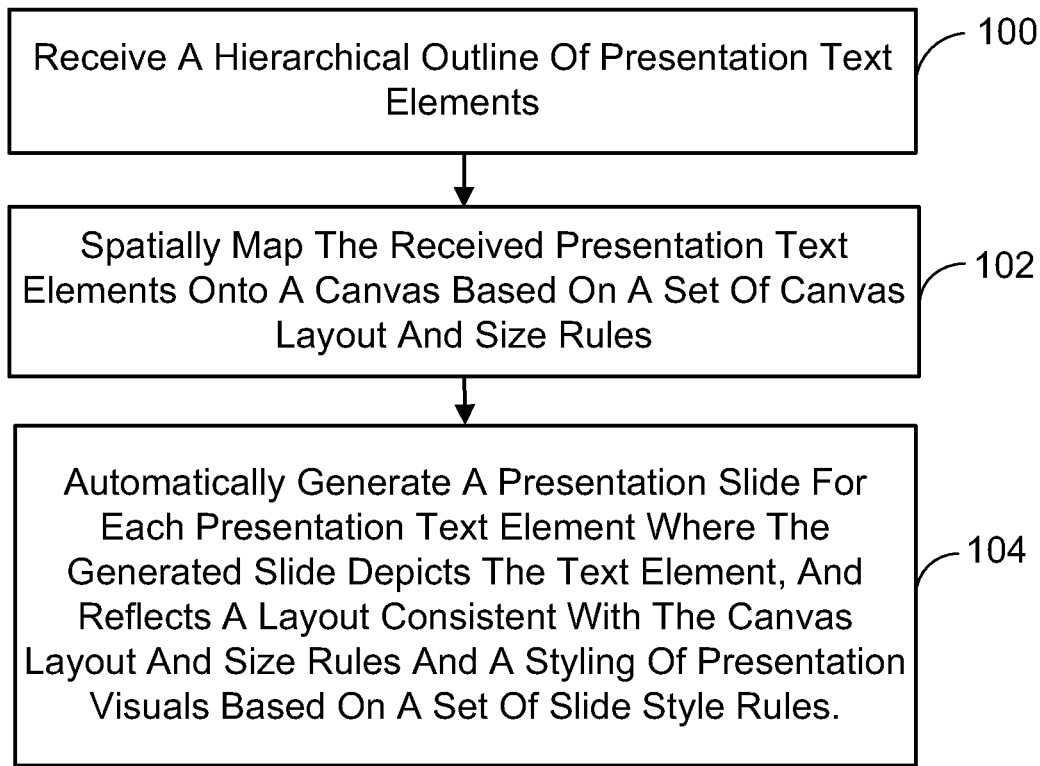 Receive A Hierarchical Outline Of Presentation Text
Elements
100
Spatially Map The Received Presentation Text
Elements Onto A Canvas Based On A Set Of Canvas
Layout And Size Rules
102
Automatically Generate A Presentation Slide For
Each Presentation Text Element Where The
Generated Slide Depicts The Text Element, And
Reflects A Layout Consistent With The Canvas
Layout And Size Rules And A Styling Of Presentation
Visuals Based On A Set Of Slide Style Rules.
104